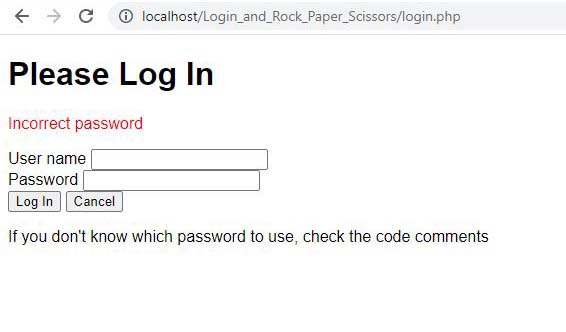 localhost/Login_and_Rock_Paper_Scissors/login.php
Please Log In
Incorrect password
User name
Password
Log In Cancel
If you don't know which password to use, check the code comments